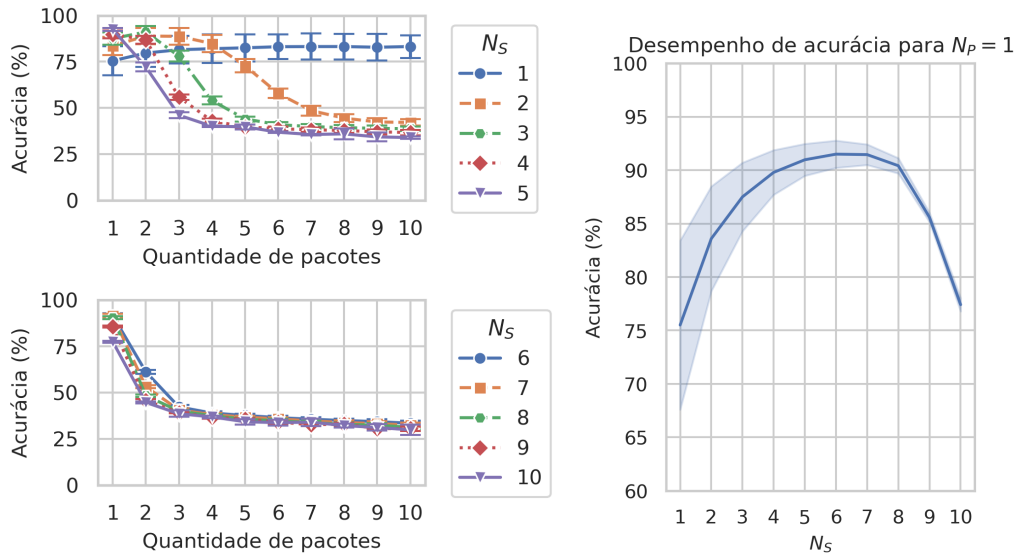 Acurácia (%)
100
75
50
25
0
1 2 3 4 5 6 7 8 9 10
Quantidade de pacotes
N_S
1
2
3
4
5
Acurácia (%)
100
75
50
25
0
1 2 3 4 5 6 7 8 9 10
Quantidade de pacotes
N_S
6
7
8
9
10
Desempenho de acurácia para N_P = 1
Acurácia (%)
100
95
90
85
80
75
70
65
60
1 2 3 4 5 6 7 8 9 10
N_S